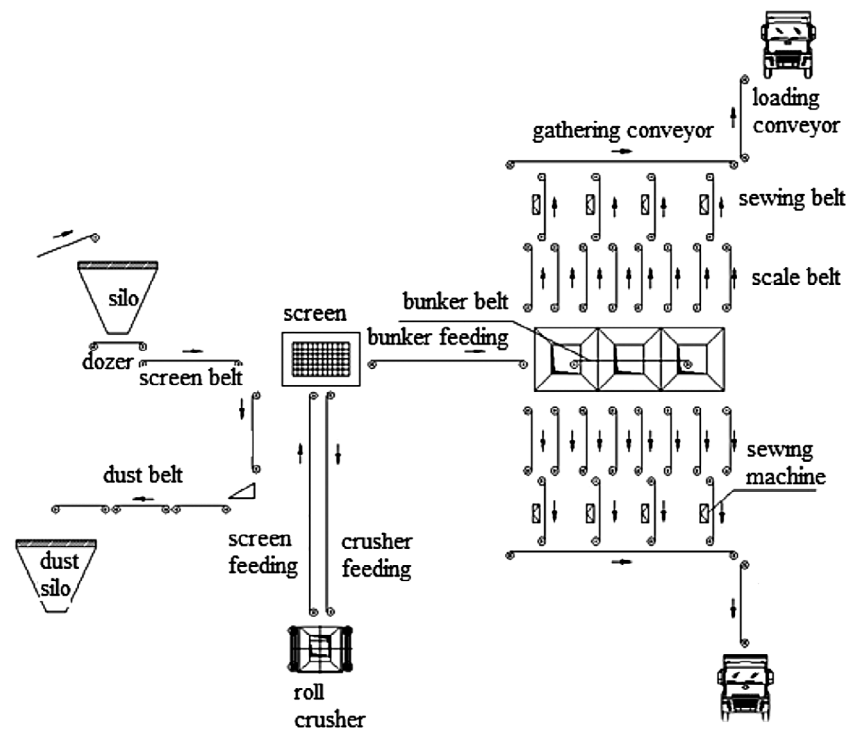 loading
conveyor
gathering conveyor
sewing belt
scale belt
bunker belt
bunker feeding
screen
silo
dozer
screen belt
dust belt
dust
silo
screen
feeding
crusher
feeding
sewing
machine
roll
crusher